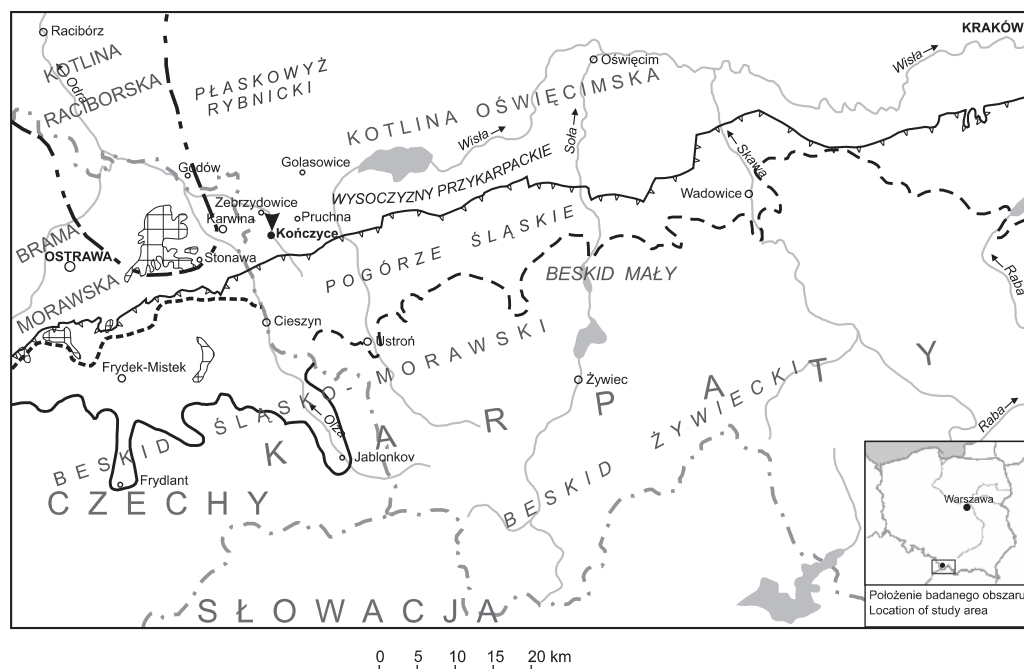 Racibórz
KRAKÓW
KOTLINA
RACIBORSKA
Odra
PŁASKOWYŻ
RYBNICKI
Oświęcim
Wisła
KOTLINA OŚWIĘCIMSKA
Wisła
Soła
Skawa
Godów
Golasowice
WYSOCZYZNY PRZYKARPACKIE
Wadowice
Zebrzydowice
Karwina
Pruchna
Kończyce
BRAMA
MORAWSKA
OSTRAWA
Stonawa
POGÓRZE ŚLĄSKIE
BESKID MAŁY
Raba
Cieszyn
Ustroń
Frydek-Mistek
Żywiec
BESKID ŚLĄSKO-MORAWSKI
KARPATY
BESKID ŻYWIECKI
Olza
Raba
Jablonkov
Frydlant
CZECHY
SŁOWACJA
Warszawa
Położenie badanego obszaru
Location of study area
0 5 10 15 20 km